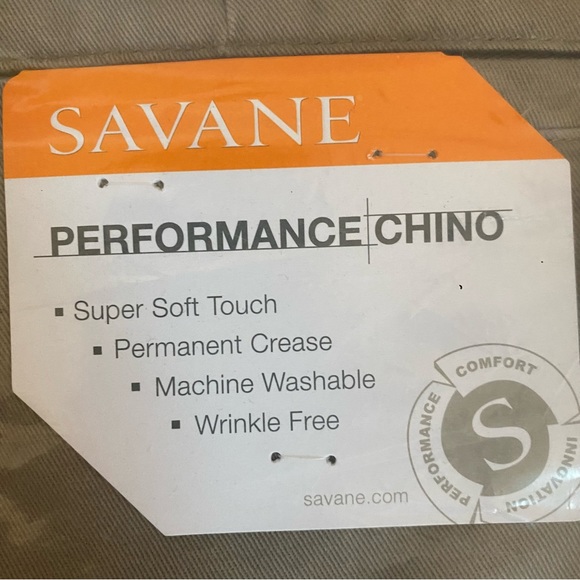 SAVANE
PERFORMANCE CHINO
▪ Super Soft Touch
▪ Permanent Crease
▪ Machine Washable
▪ Wrinkle Free
savane.com
COMFORT
INNOVATION
PERFORMANCE
S